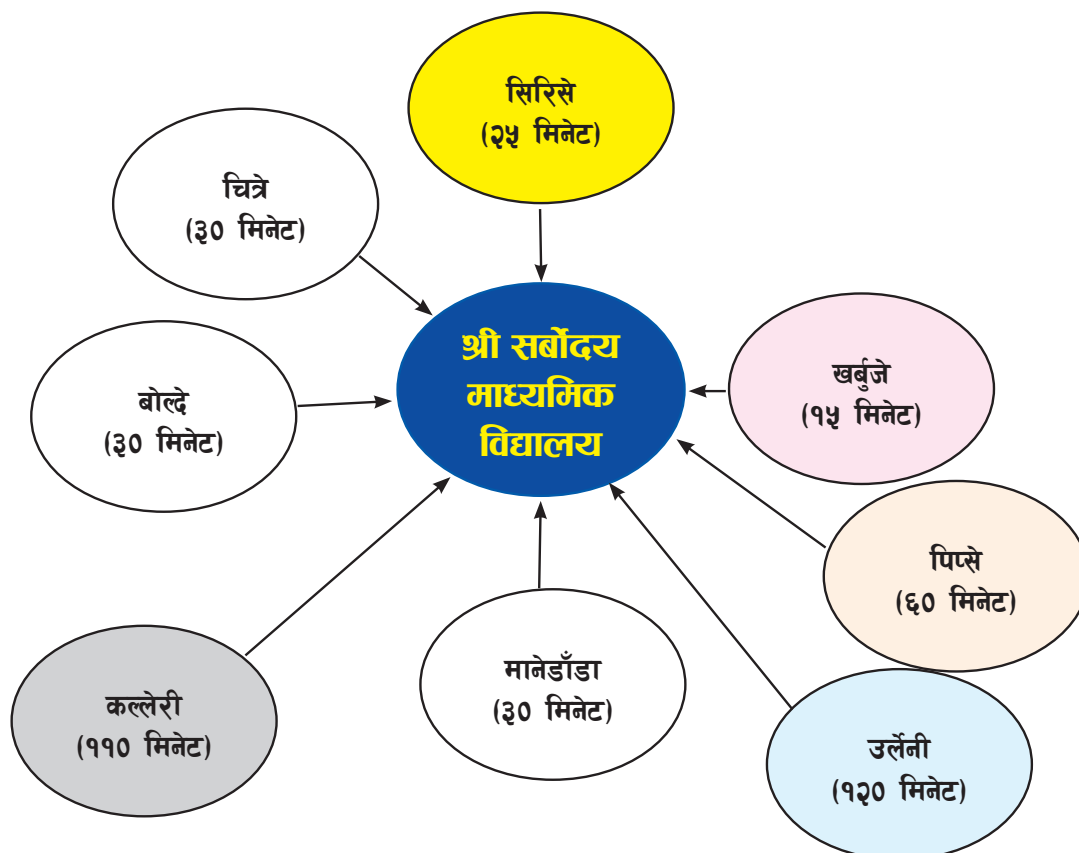 सिरिसे
(२५ मिनेट)
चित्रे
(३० मिनेट)
श्री सर्बोदय
माध्यमिक
विद्यालय
खर्बुजे
(१५ मिनेट)
बोल्दे
(३० मिनेट)
पिप्से
(६० मिनेट)
मानेडाँडा
(३० मिनेट)
कल्लेरी
(११० मिनेट)
उर्लेनी
(१२० मिनेट)